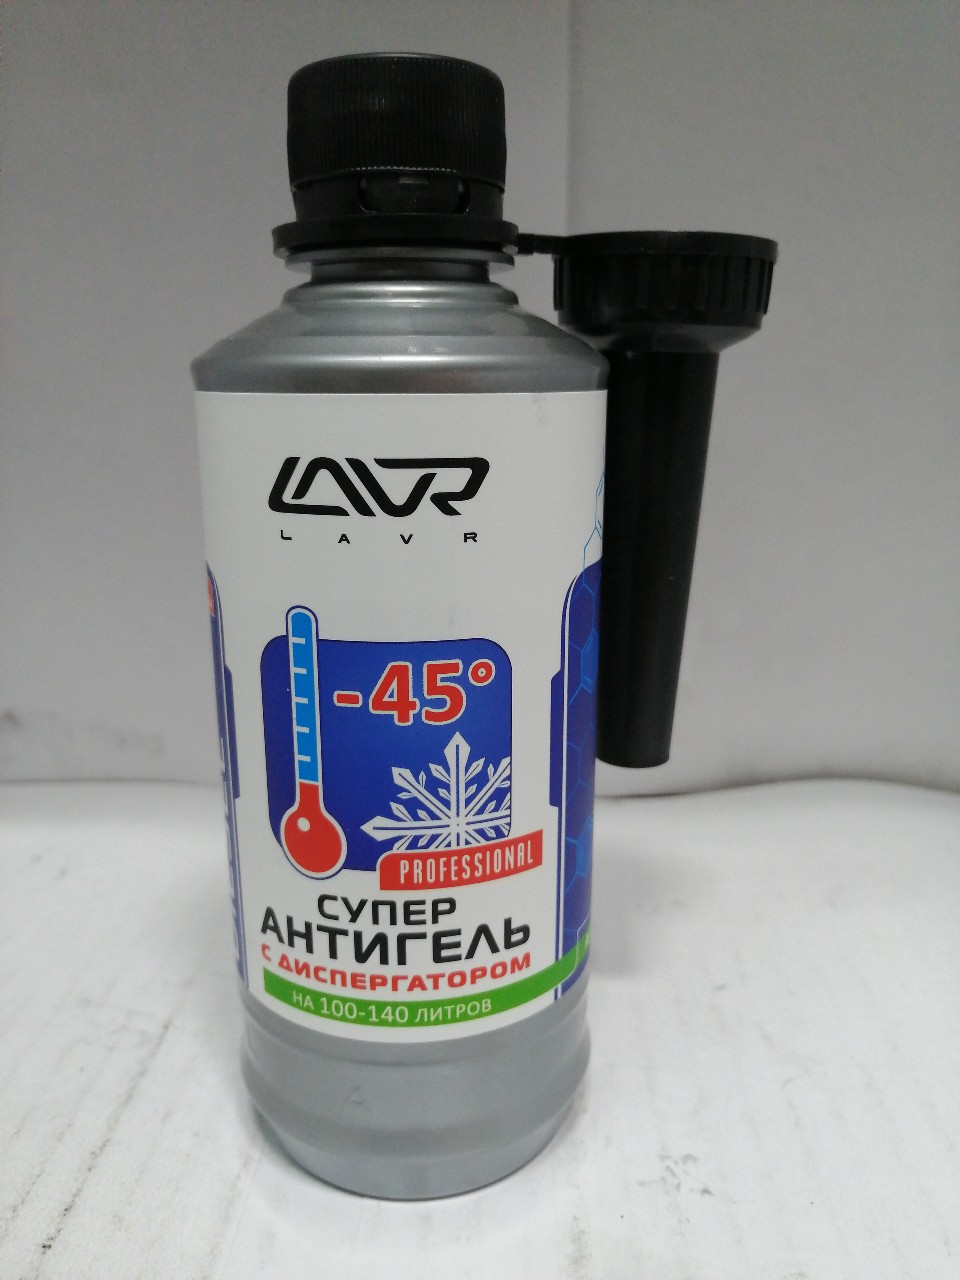 LAVR
LAVR
-45°
PROFESSIONAL
СУПЕР
АНТИГЕЛЬ
С ДИСПЕРГАТОРОМ
НА 100-140 ЛИТРОВ